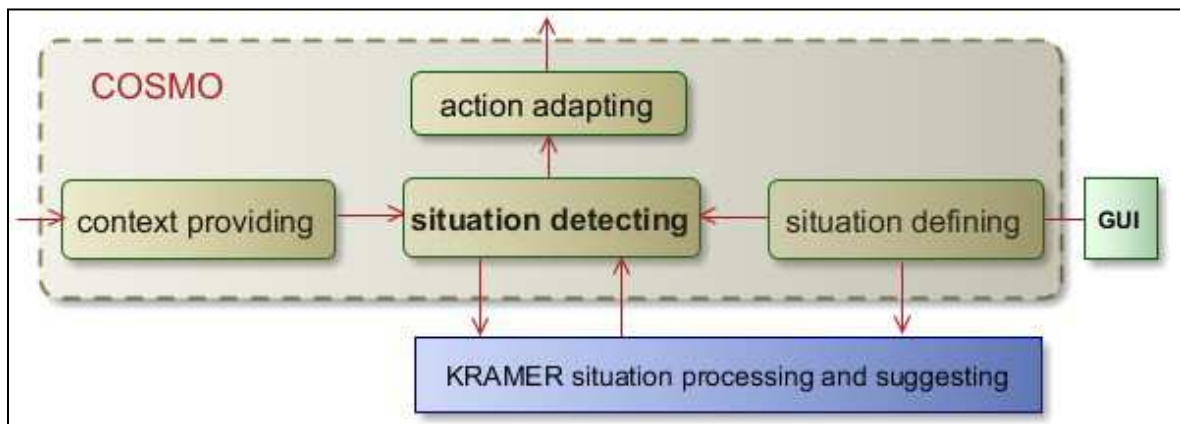 COSMO
action adapting
context providing
situation detecting
situation defining
GUI
KRAMER situation processing and suggesting